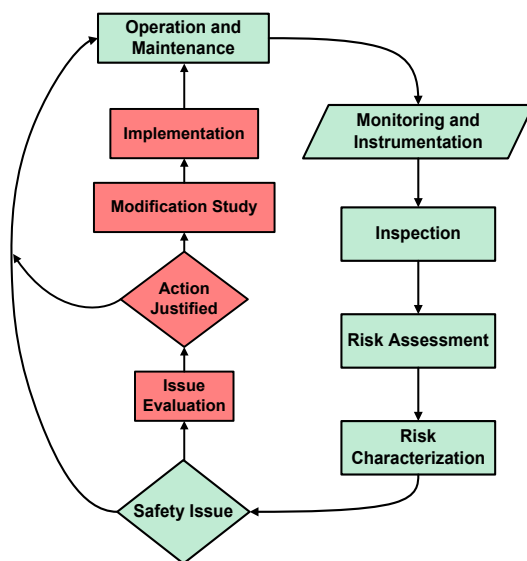 Operation and
Maintenance
Monitoring and
Instrumentation
Inspection
Risk Assessment
Risk
Characterization
Safety Issue
Issue
Evaluation
Action
Justified
Modification Study
Implementation